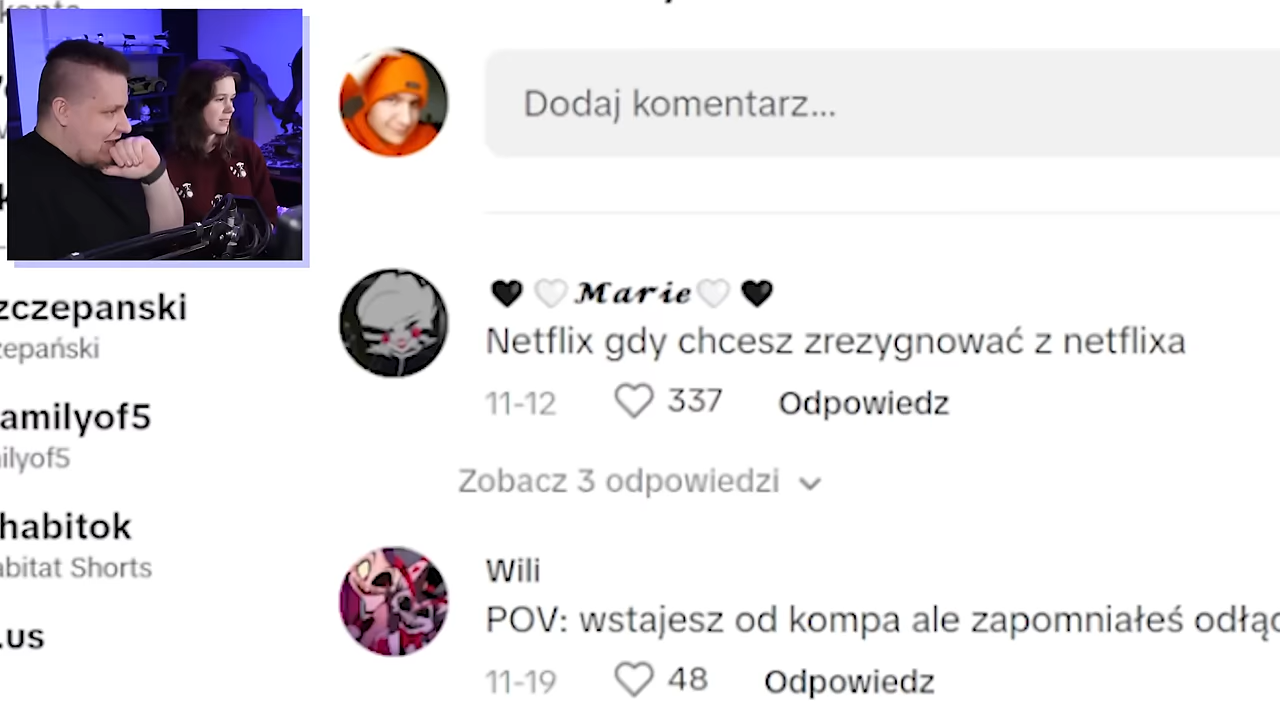 Dodaj komentarz...
🖤🤍𝓜𝓪𝓻𝓲𝓮🤍🖤
Netflix gdy chcesz zrezygnować z netflixa
11-12 337 Odpowiedz
Zobacz 3 odpowiedzi
Wili
POV: wstajesz od kompa ale zapomniałeś
11-19 48 Odpowiedz
zczepanski
zepański
amilyof5
ilyof5
habitok
abitat Shorts
.us